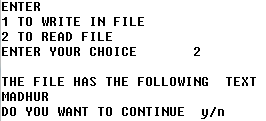 ENTER
1 TO WRITE IN FILE
2 TO READ FILE
ENTER YOUR CHOICE 2
THE FILE HAS THE FOLLOWING TEXT
MADHUR
DO YOU WANT TO CONTINUE y/n